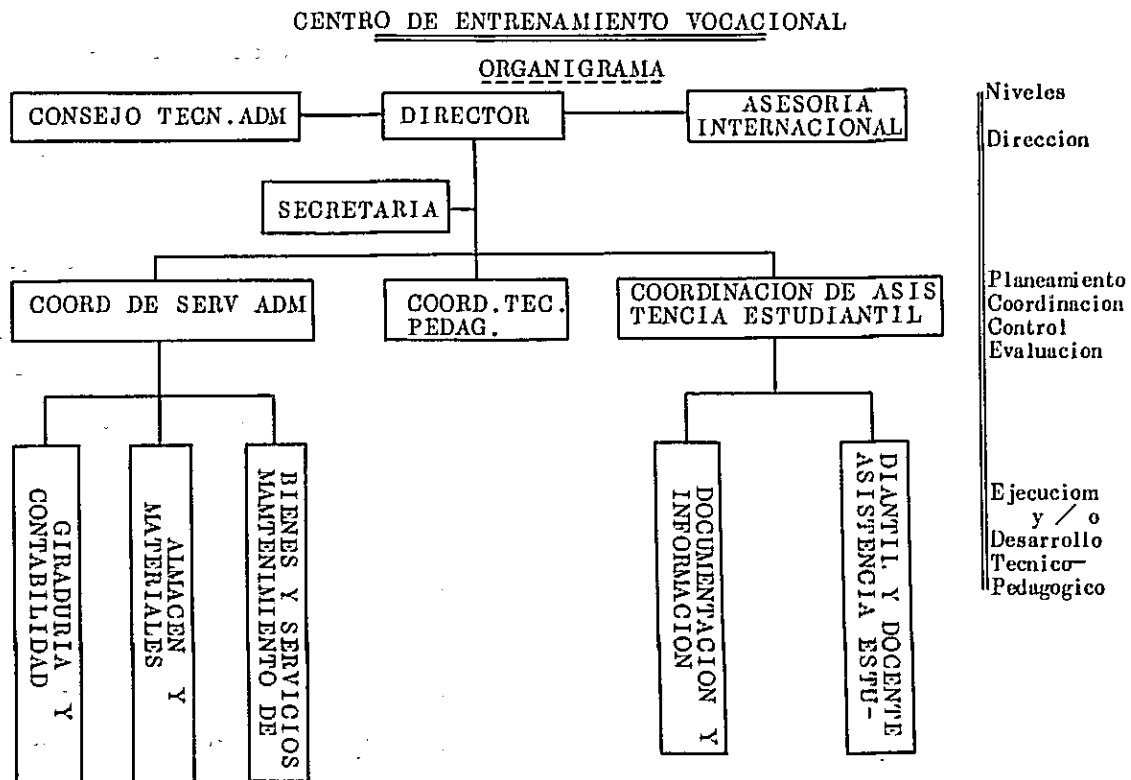 CENTRO DE ENTRENAMIENTO VOCACIONAL
ORGANIGRAMA
CONSEJO TECN.ADM
DIRECTOR
ASESORIA
INTERNACIONAL
Niveles
Direccion
SECRETARIA
COORD DE SERV ADM
COORD.TEC.
PEDAG.
COORDINACION DE ASIS
TENCIA ESTUDIANTIL
Planeamiento
Coordinacion
Control
Evaluacion
GIRADURIA Y
CONTABILIDAD
ALMACEN Y
MATERIALES
BIENES Y SERVICIOS
MAMTENIMIENTO DE
DOCUMENTACION Y
INFORMACION
DIANTIL Y DOCENTE
ASISTENCIA ESTU-
Ejecuciom
y / o
Desarrollo
Tecnico-
Pedagogico